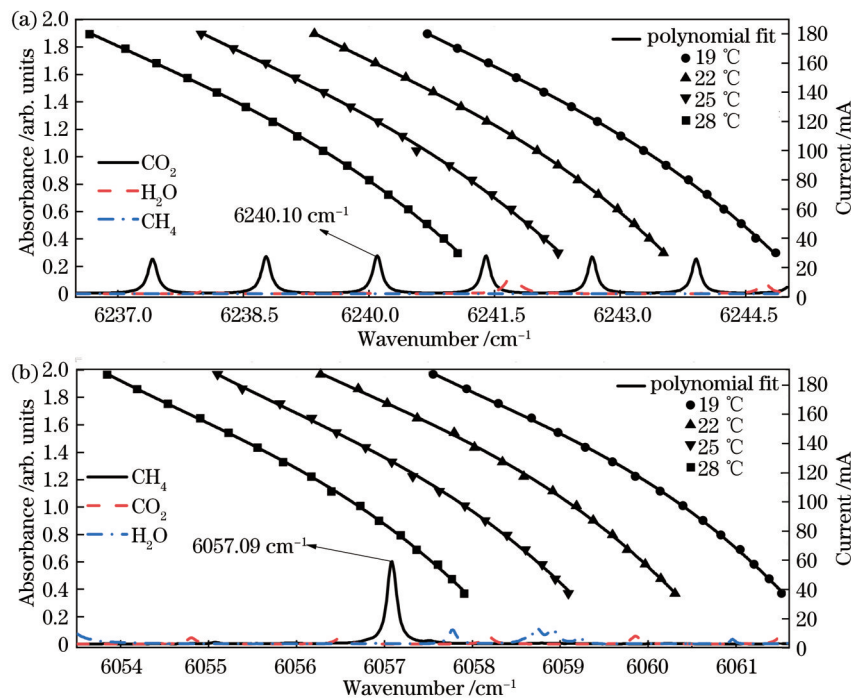 (a)
2.0
1.8
1.6
1.4
1.2
1.0
0.8
0.6
0.4
0.2
0
Absorbance /arb. units
polynomial fit
19 ℃
22 ℃
25 ℃
28 ℃
CO₂
H₂O
CH₄
6240.10 cm⁻¹
180
160
140
120
100
80
60
40
20
0
Current /mA
6237.0 6238.5 6240.0 6241.5 6243.0 6244.5
Wavenumber /cm⁻¹
(b)
2.0
1.8
1.6
1.4
1.2
1.0
0.8
0.6
0.4
0.2
0
Absorbance /arb. units
polynomial fit
19 ℃
22 ℃
25 ℃
28 ℃
CH₄
CO₂
H₂O
6057.09 cm⁻¹
180
160
140
120
100
80
60
40
20
0
Current /mA
6054 6055 6056 6057 6058 6059 6060 6061
Wavenumber /cm⁻¹